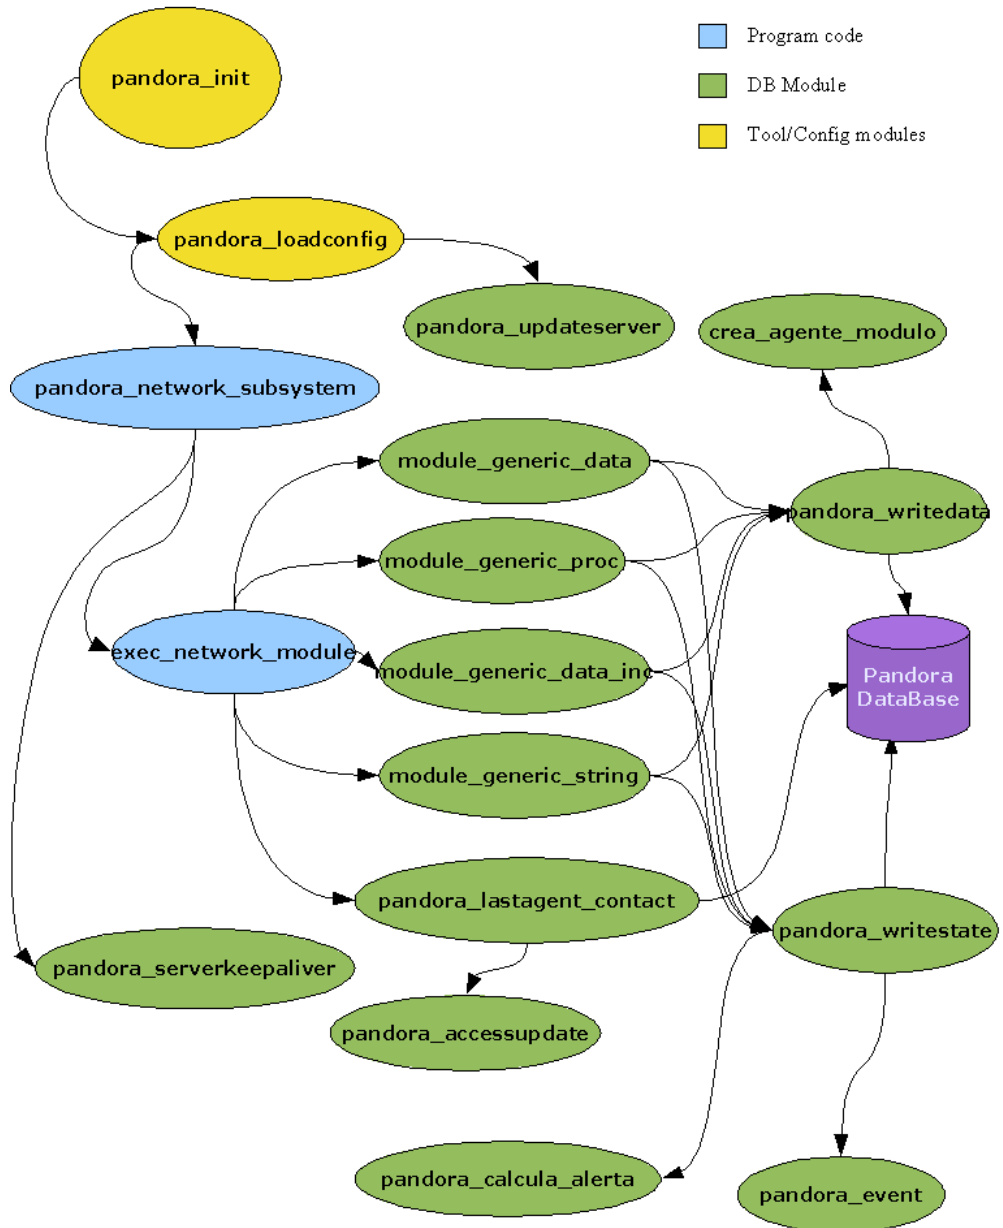 pandora_init
Program code
DB Module
Tool/Config modules
pandora_loadconfig
pandora_updateserver
crea_agente_modulo
pandora_network_subsystem
module_generic_data
pandora_writedata
module_generic_proc
exec_network_module
module_generic_data_inc
Pandora
DataBase
module_generic_string
pandora_lastagent_contact
pandora_writestate
pandora_serverkeepaliver
pandora_accessupdate
pandora_calcula_alerta
pandora_event